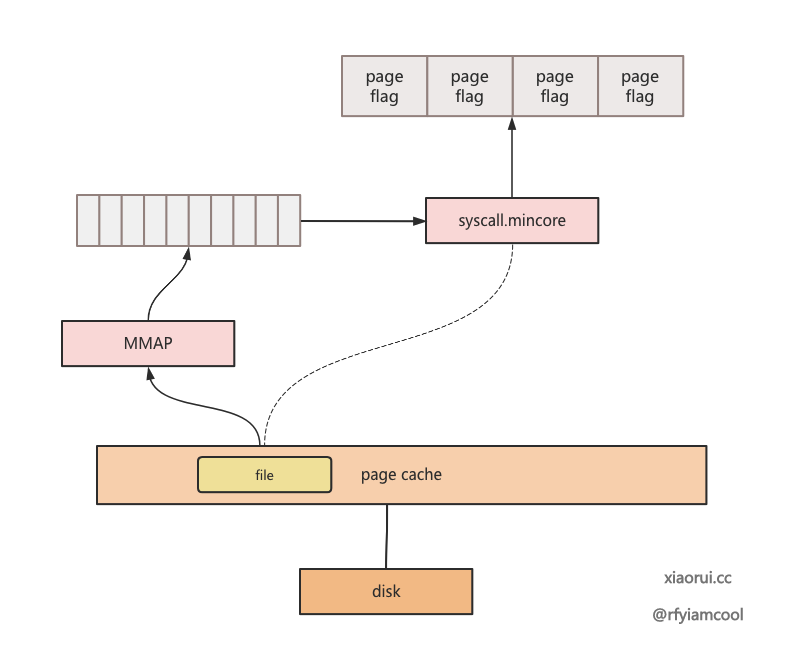 page page page page
flag flag flag flag
syscall.mincore
MMAP
file page cache
disk
xiaorui.cc
@rfyiamcool